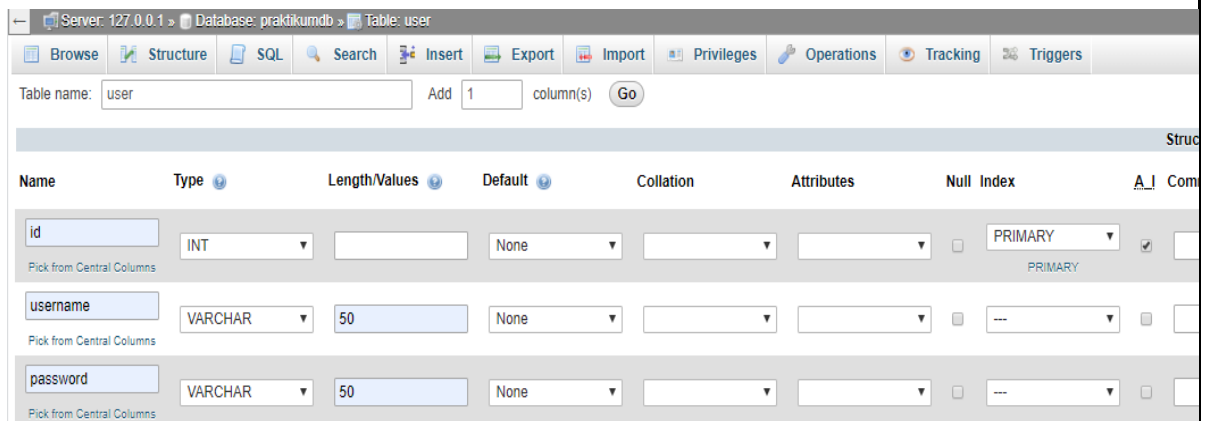 Server: 127.0.0.1 » Database: praktikumdb » Table: user
Browse Structure SQL Search Insert Export Import Privileges Operations Tracking Triggers
Table name: user Add 1 column(s) Go
Struc
Name Type Length/Values Default Collation Attributes Null Index A_I Com
id INT None PRIMARY
Pick from Central Columns PRIMARY
username VARCHAR 50 None ---
Pick from Central Columns
password VARCHAR 50 None ---
Pick from Central Columns